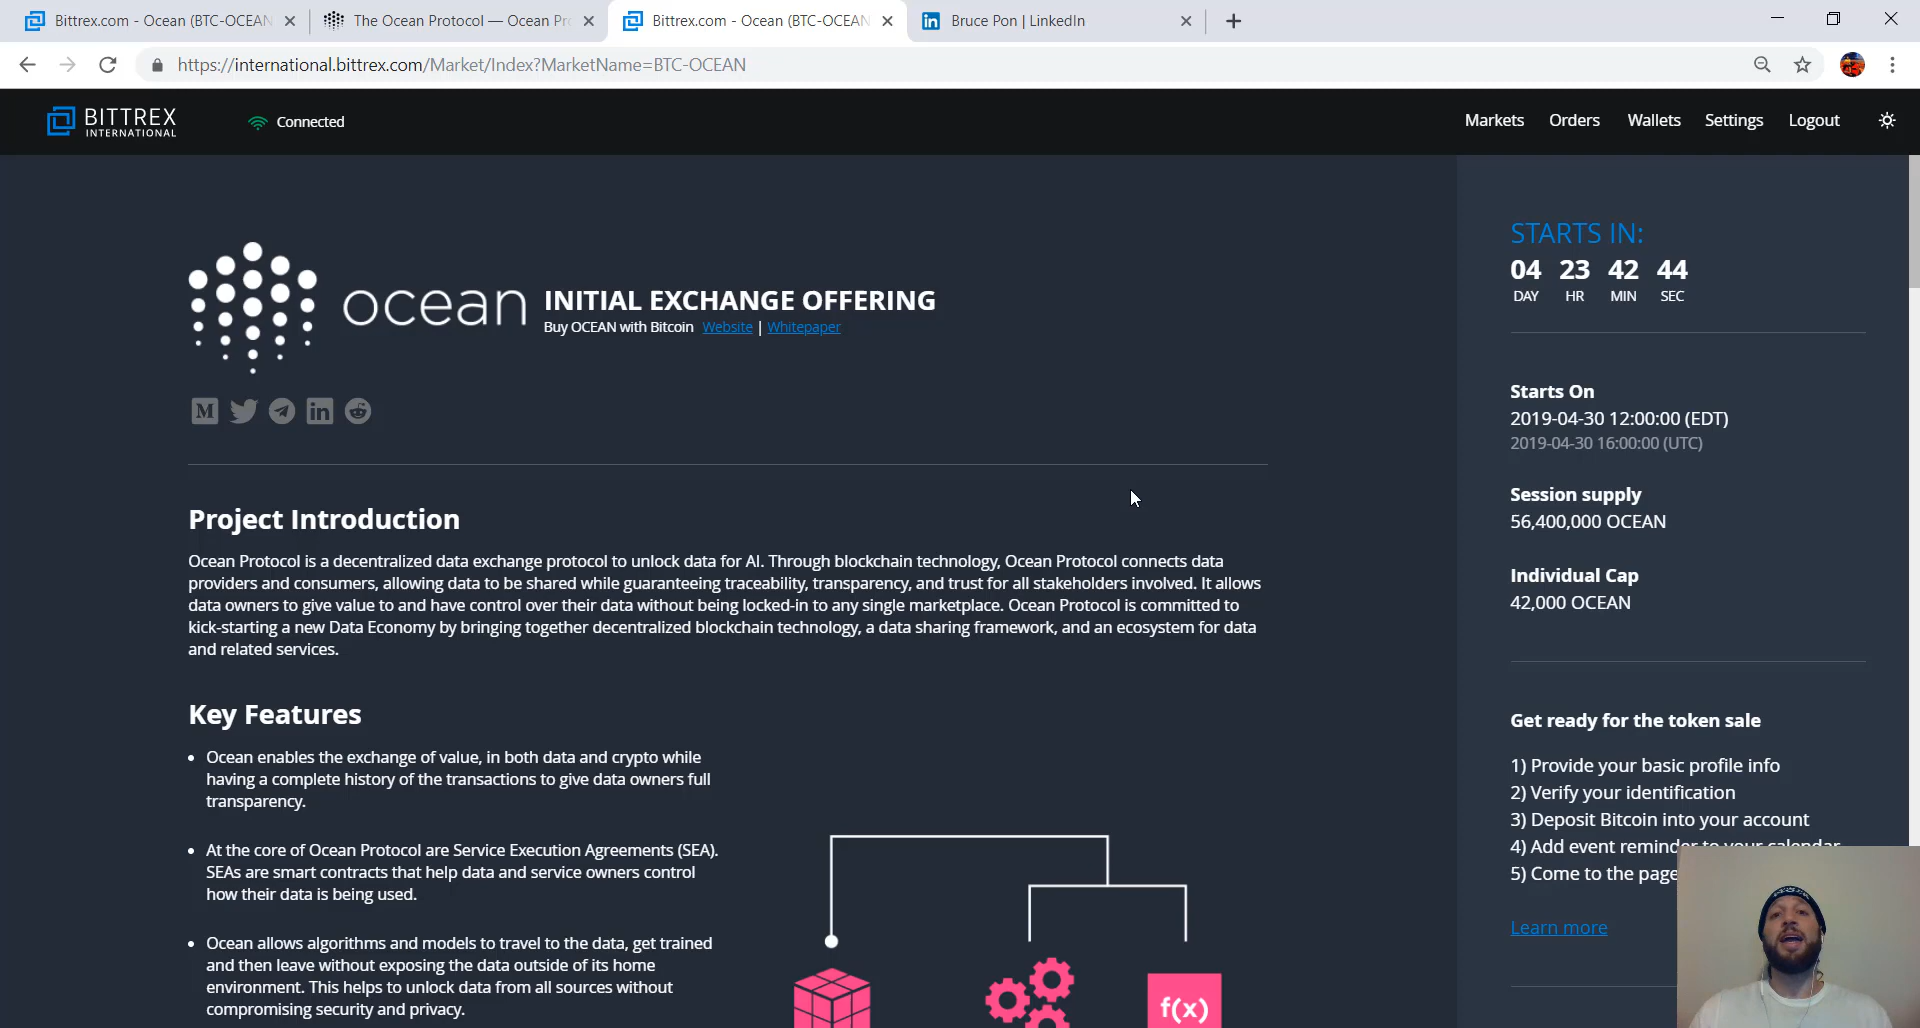 Bittrex.com - Ocean (BTC-OCEAN
The Ocean Protocol — Ocean Pr
Bittrex.com - Ocean (BTC-OCEAN
Bruce Pon | LinkedIn
https://international.bittrex.com/Market/Index?MarketName=BTC-OCEAN
BITTREX
INTERNATIONAL
Connected
Markets
Orders
Wallets
Settings
Logout
ocean
INITIAL EXCHANGE OFFERING
Buy OCEAN with Bitcoin Website | Whitepaper
M
in
Project Introduction
Ocean Protocol is a decentralized data exchange protocol to unlock data for AI. Through blockchain technology, Ocean Protocol connects data
providers and consumers, allowing data to be shared while guaranteeing traceability, transparency, and trust for all stakeholders involved. It allows
data owners to give value to and have control over their data without being locked-in to any single marketplace. Ocean Protocol is committed to
kick-starting a new Data Economy by bringing together decentralized blockchain technology, a data sharing framework, and an ecosystem for data
and related services.
Key Features
• Ocean enables the exchange of value, in both data and crypto while
having a complete history of the transactions to give data owners full
transparency.
• At the core of Ocean Protocol are Service Execution Agreements (SEA).
SEAs are smart contracts that help data and service owners control
how their data is being used.
• Ocean allows algorithms and models to travel to the data, get trained
and then leave without exposing the data outside of its home
environment. This helps to unlock data from all sources without
compromising security and privacy.
f(x)
STARTS IN:
04 23 42 44
DAY HR MIN SEC
Starts On
2019-04-30 12:00:00 (EDT)
2019-04-30 16:00:00 (UTC)
Session supply
56,400,000 OCEAN
Individual Cap
42,000 OCEAN
Get ready for the token sale
1) Provide your basic profile info
2) Verify your identification
3) Deposit Bitcoin into your account
4) Add event reminder to your calendar
5) Come to the page
Learn more